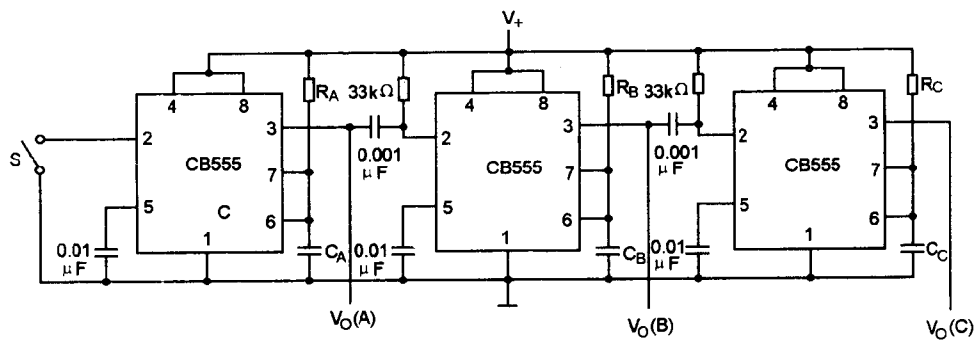 V+
4
8
RA
33kΩ
4
8
RB
33kΩ
4
8
RC
2
3
2
3
2
3
S
CB555
0.001
μF
CB555
0.001
μF
CB555
7
7
7
5
C
6
5
6
5
6
0.01
μF
1
CA
0.01
μF
1
CB
0.01
μF
1
CC
VO(A)
VO(B)
VO(C)